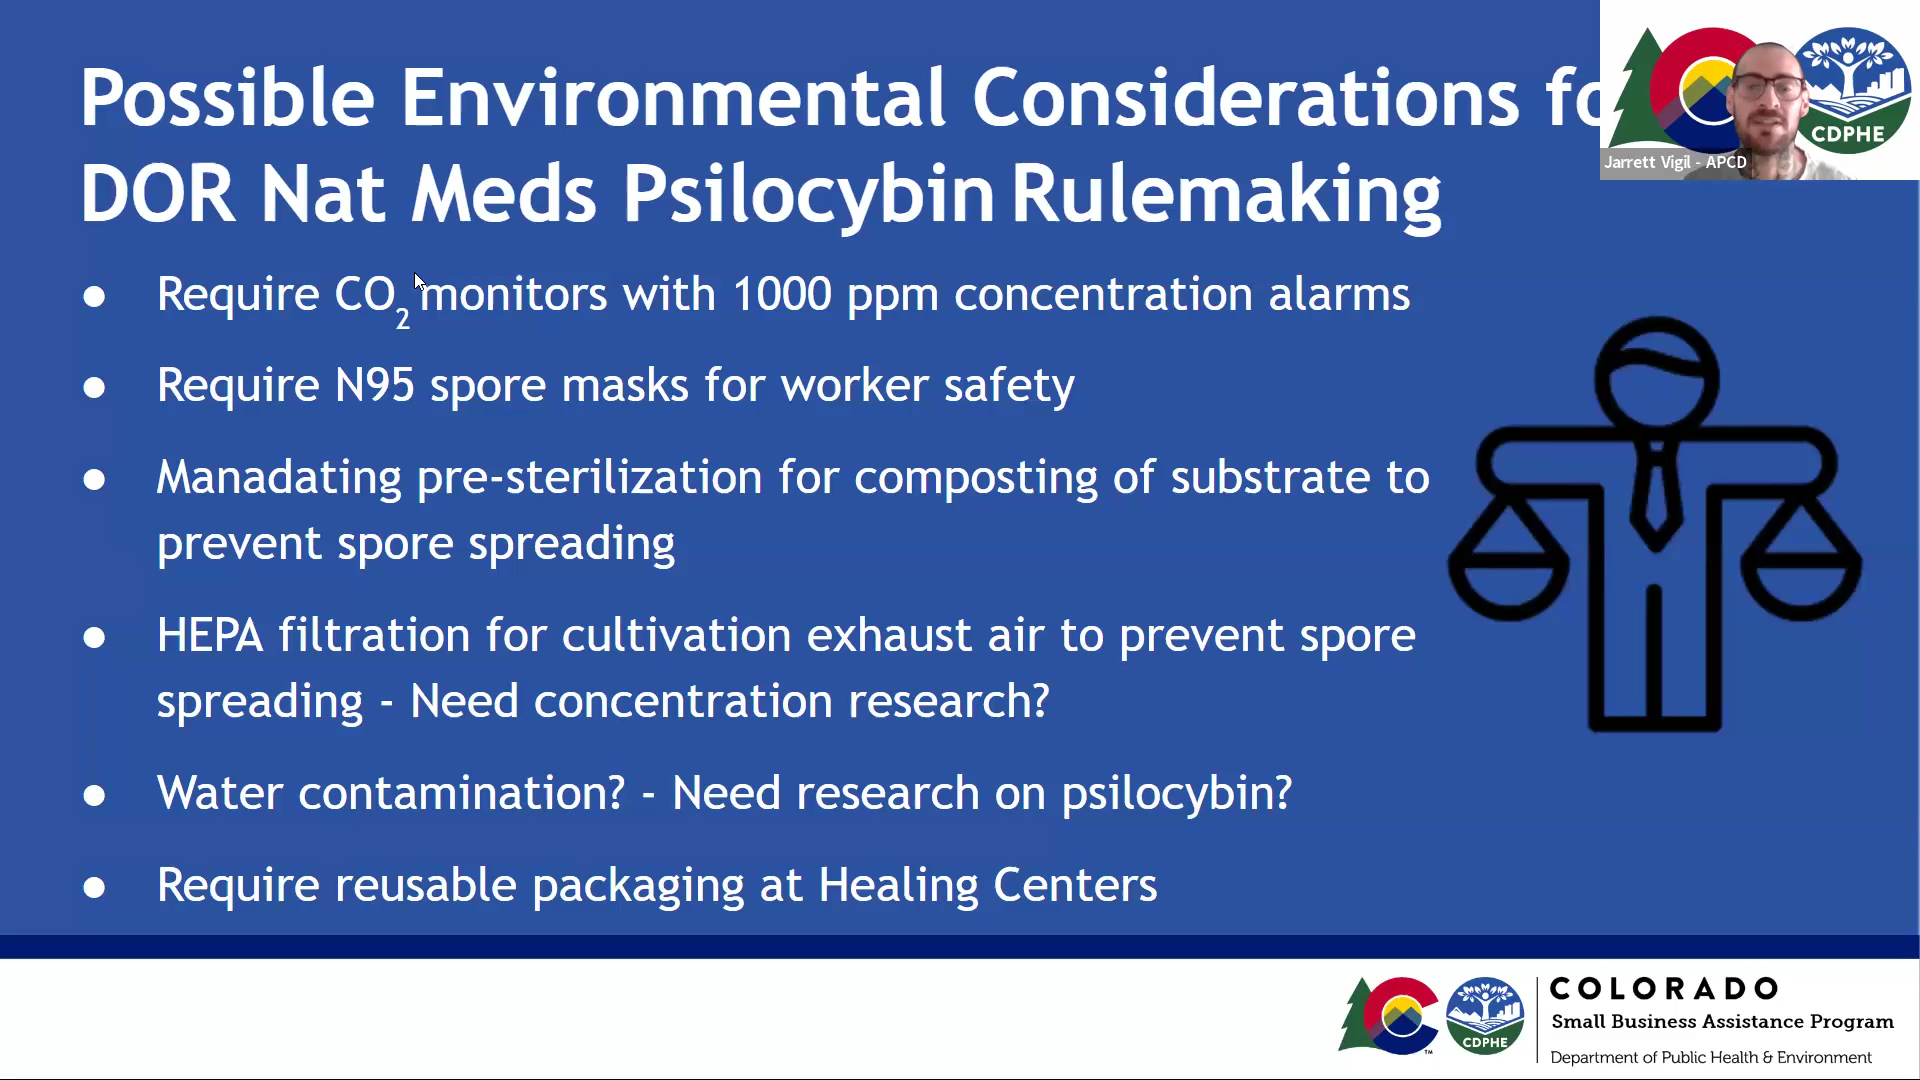 Possible Environmental Considerations fo
DOR Nat Meds Psilocybin Rulemaking
CDPHE
Jarrett Vigil - APCD
● Require CO2 monitors with 1000 ppm concentration alarms
● Require N95 spore masks for worker safety
● Manadating pre-sterilization for composting of substrate to
prevent spore spreading
● HEPA filtration for cultivation exhaust air to prevent spore
spreading - Need concentration research?
● Water contamination? - Need research on psilocybin?
● Require reusable packaging at Healing Centers
CDPHE
TM
COLORADO
Small Business Assistance Program
Department of Public Health & Environment